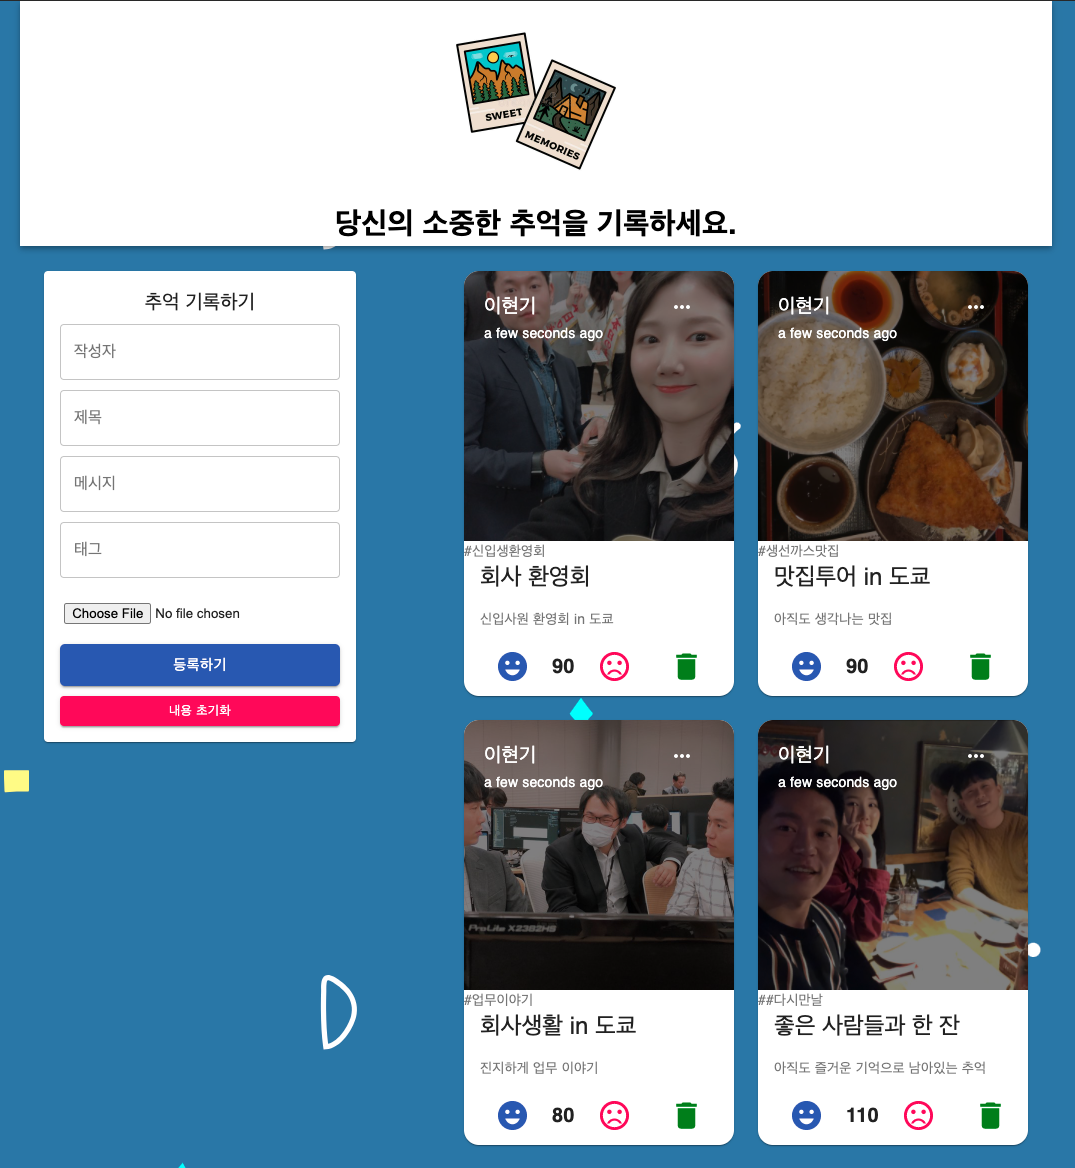 SWEET
MEMORIES
당신의 소중한 추억을 기록하세요.
추억 기록하기
작성자
제목
메시지
태그
Choose File No file chosen
등록하기
내용 초기화
이현기
a few seconds ago
#신입생환영회
회사 환영회
신입사원 환영회 in 도쿄
90
이현기
a few seconds ago
#생선까스맛집
맛집투어 in 도쿄
아직도 생각나는 맛집
90
이현기
a few seconds ago
ProLite X2382HS
#업무이야기
회사생활 in 도쿄
진지하게 업무 이야기
80
이현기
a few seconds ago
##다시만날
좋은 사람들과 한 잔
아직도 즐거운 기억으로 남아있는 추억
110